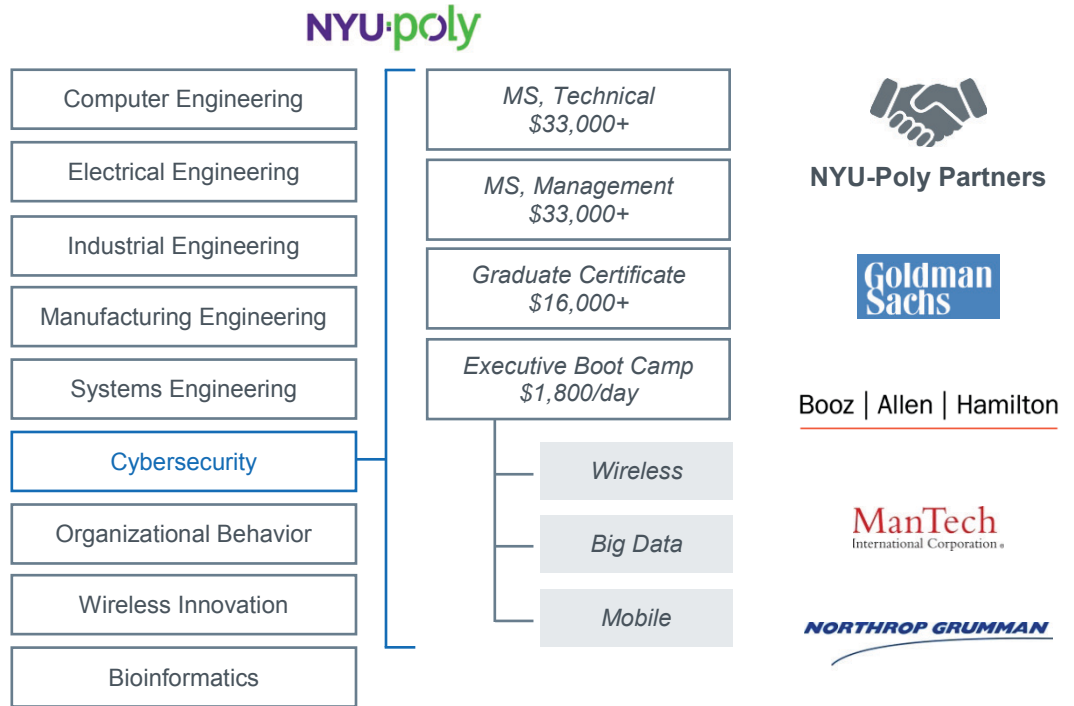 NYU:poly
Computer Engineering
Electrical Engineering
Industrial Engineering
Manufacturing Engineering
Systems Engineering
Cybersecurity
Organizational Behavior
Wireless Innovation
Bioinformatics
MS, Technical
$33,000+
MS, Management
$33,000+
Graduate Certificate
$16,000+
Executive Boot Camp
$1,800/day
Wireless
Big Data
Mobile
NYU-Poly Partners
Goldman
Sachs
Booz | Allen | Hamilton
ManTech
International Corporation ®
NORTHROP GRUMMAN